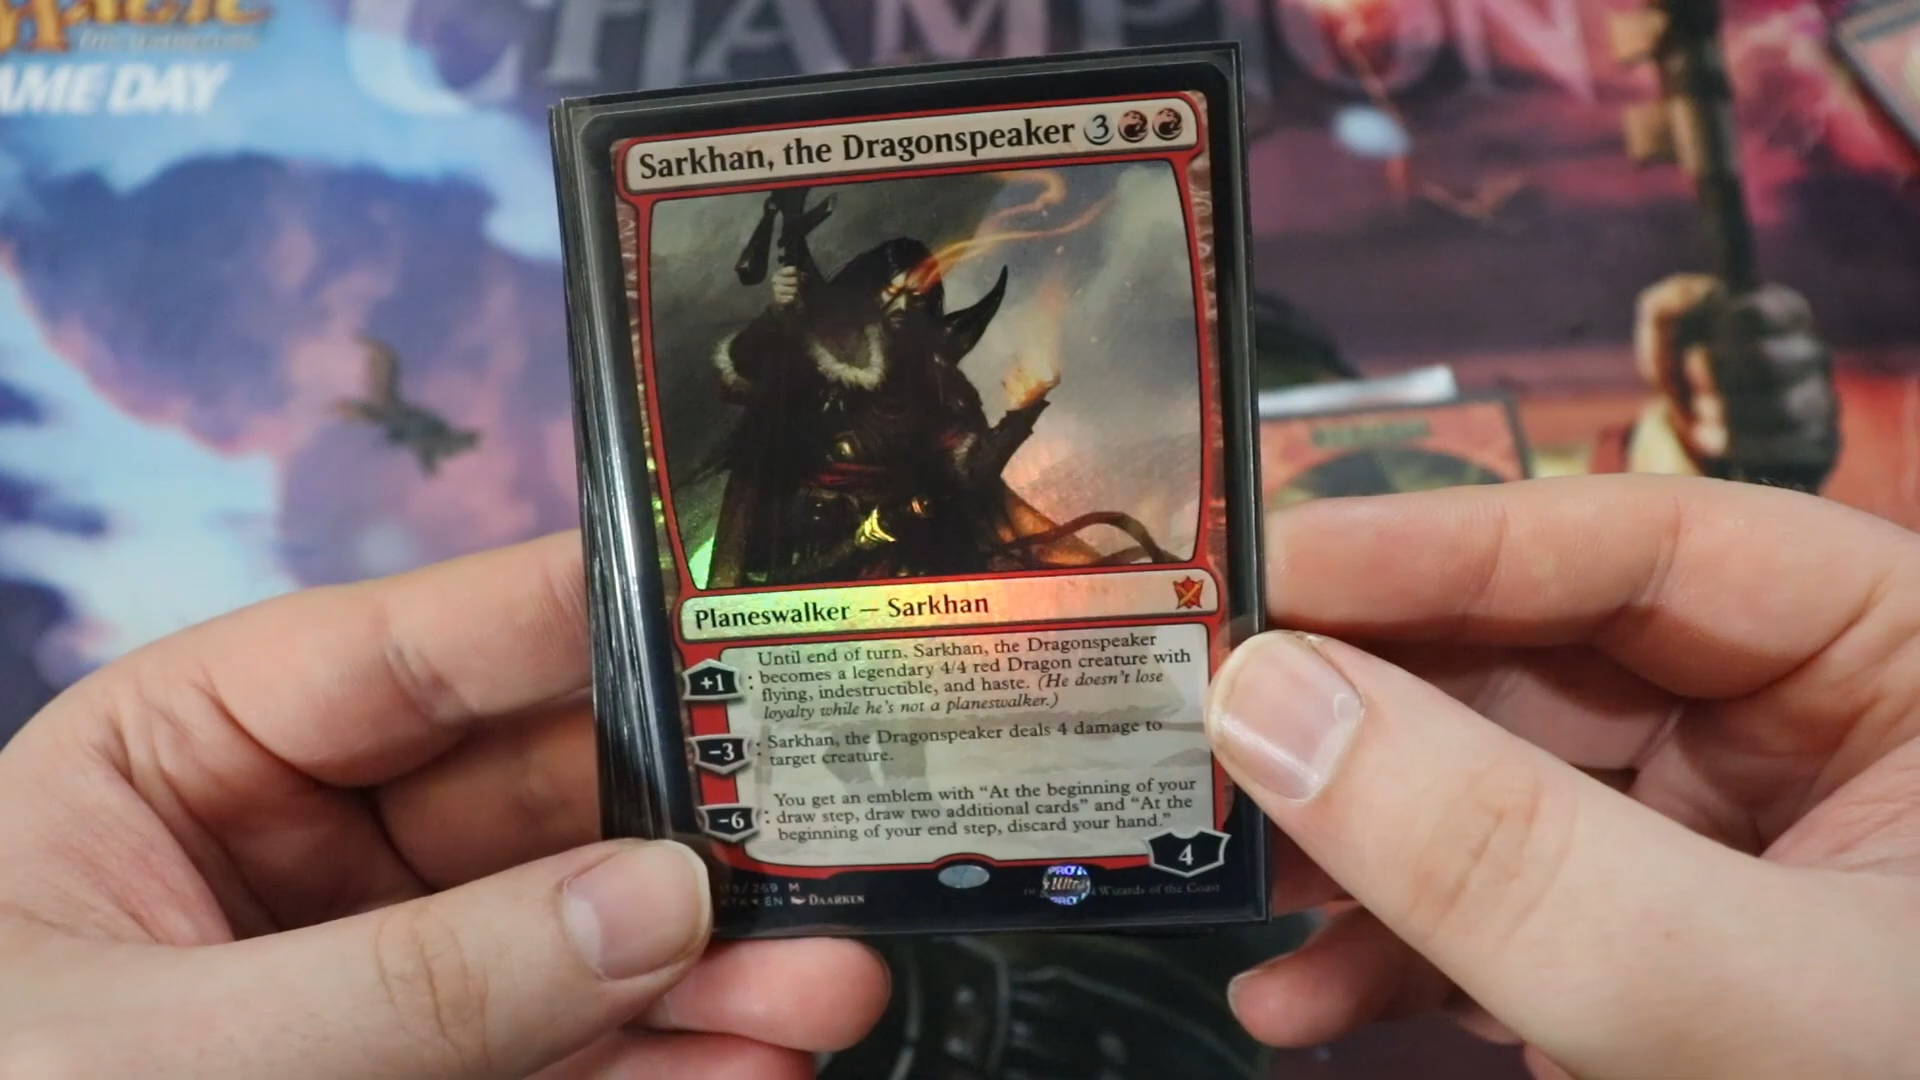 MAGIC
CHAMPION
AME DAY
Sarkhan, the Dragonspeaker 3
Planeswalker — Sarkhan
+1 : Until end of turn, Sarkhan, the Dragonspeaker
becomes a legendary 4/4 red Dragon creature with
flying, indestructible, and haste. (He doesn't lose
loyalty while he's not a planeswalker.)
-3 : Sarkhan, the Dragonspeaker deals 4 damage to
target creature.
-6 : You get an emblem with "At the beginning of your
draw step, draw two additional cards" and "At the
beginning of your end step, discard your hand."
4
/269 M
EN DAARKEN
Wizards of the Coast
Ultra